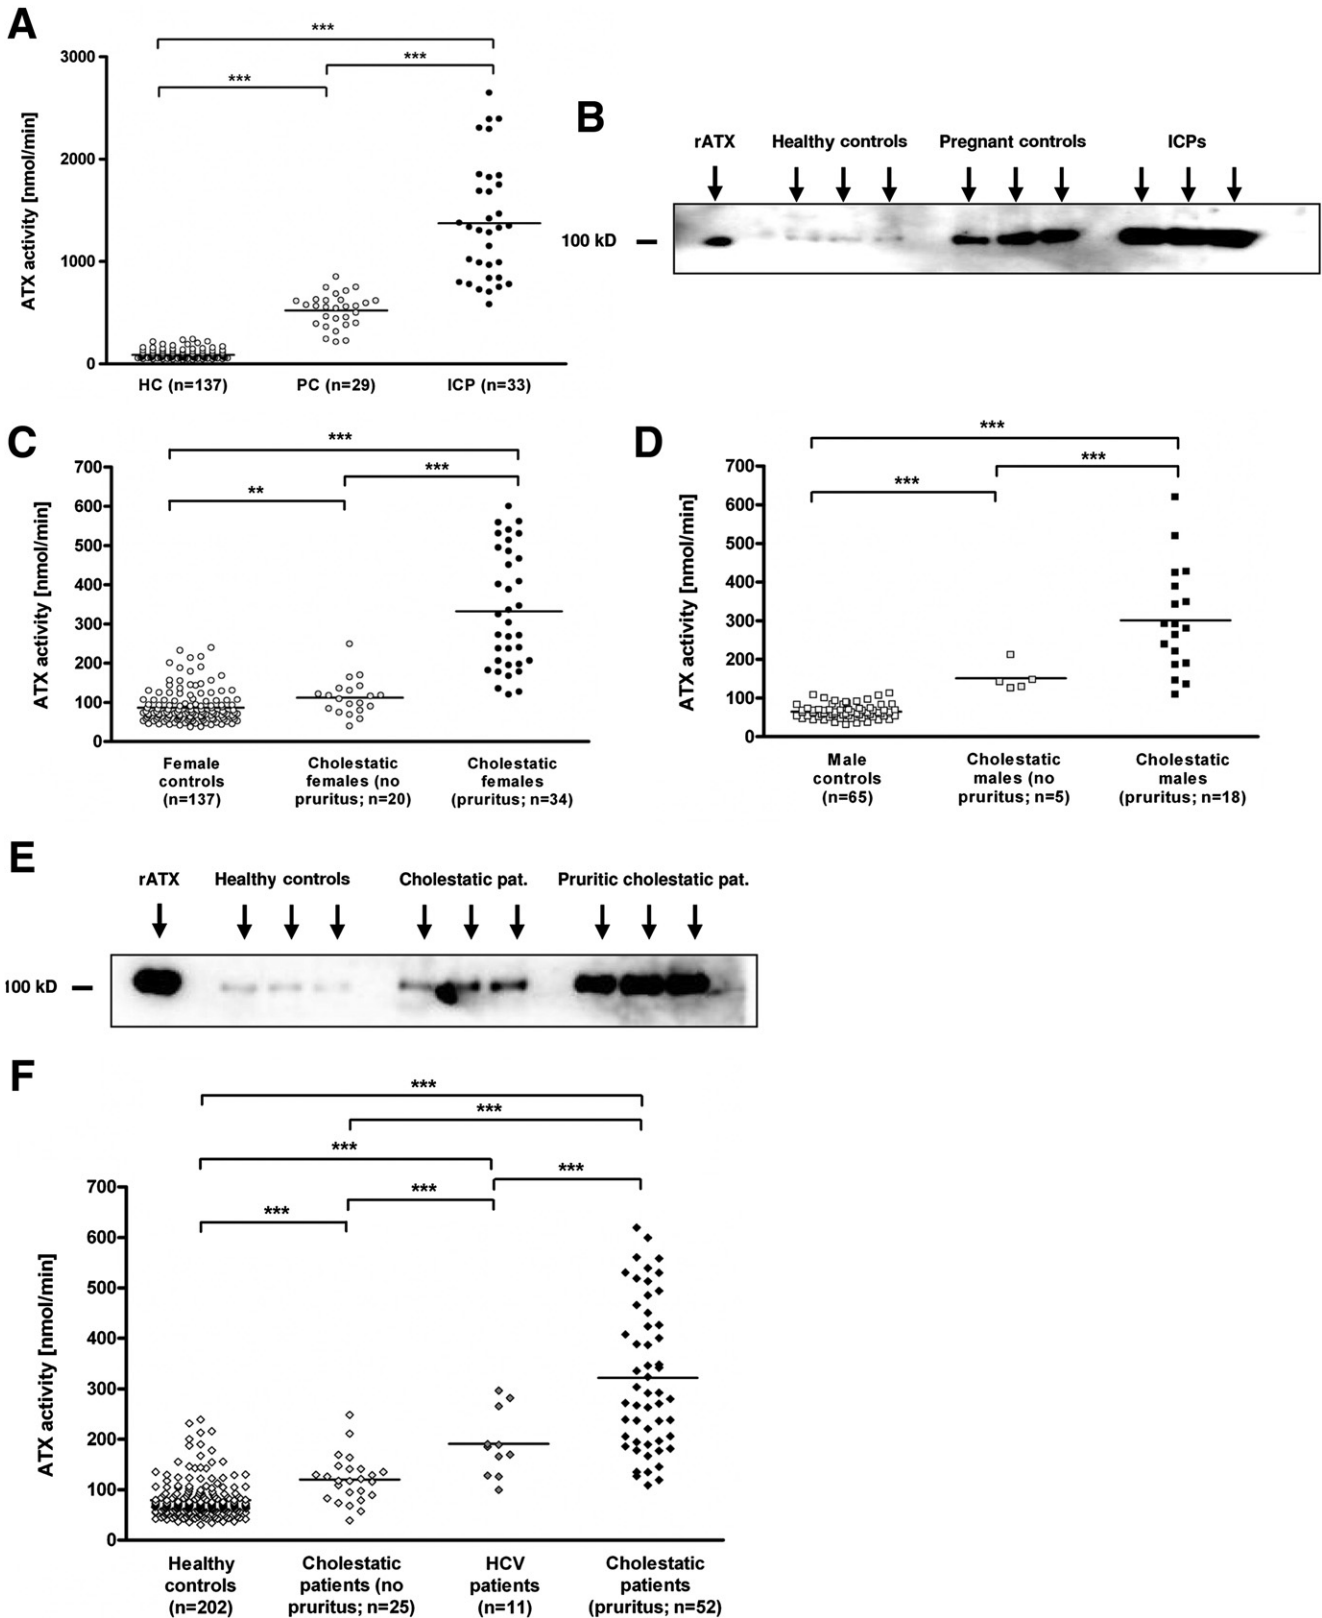 A
***
***
***
3000
2000
1000
0
ATX activity [nmol/min]
HC (n=137)
PC (n=29)
ICP (n=33)
B
rATX
Healthy controls
Pregnant controls
ICPs
100 kD
C
***
***
**
700
600
500
400
300
200
100
0
ATX activity [nmol/min]
Female
controls
(n=137)
Cholestatic
females (no
pruritus; n=20)
Cholestatic
females
(pruritus; n=34)
D
***
***
***
700
600
500
400
300
200
100
0
ATX activity [nmol/min]
Male
controls
(n=65)
Cholestatic
males (no
pruritus; n=5)
Cholestatic
males
(pruritus; n=18)
E
rATX
Healthy controls
Cholestatic pat.
Pruritic cholestatic pat.
100 kD
F
***
***
***
***
***
***
700
600
500
400
300
200
100
0
ATX activity [nmol/min]
Healthy
controls
(n=202)
Cholestatic
patients (no
pruritus; n=25)
HCV
patients
(n=11)
Cholestatic
patients
(pruritus; n=52)